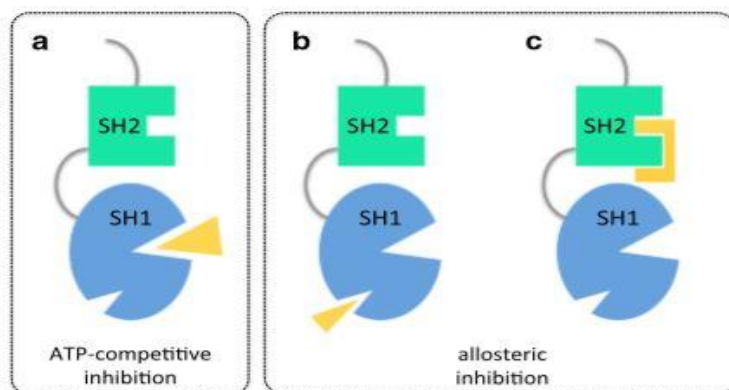 a
SH2
SH1
ATP-competitive
inhibition
b
SH2
SH1
c
SH2
SH1
allosteric
inhibition